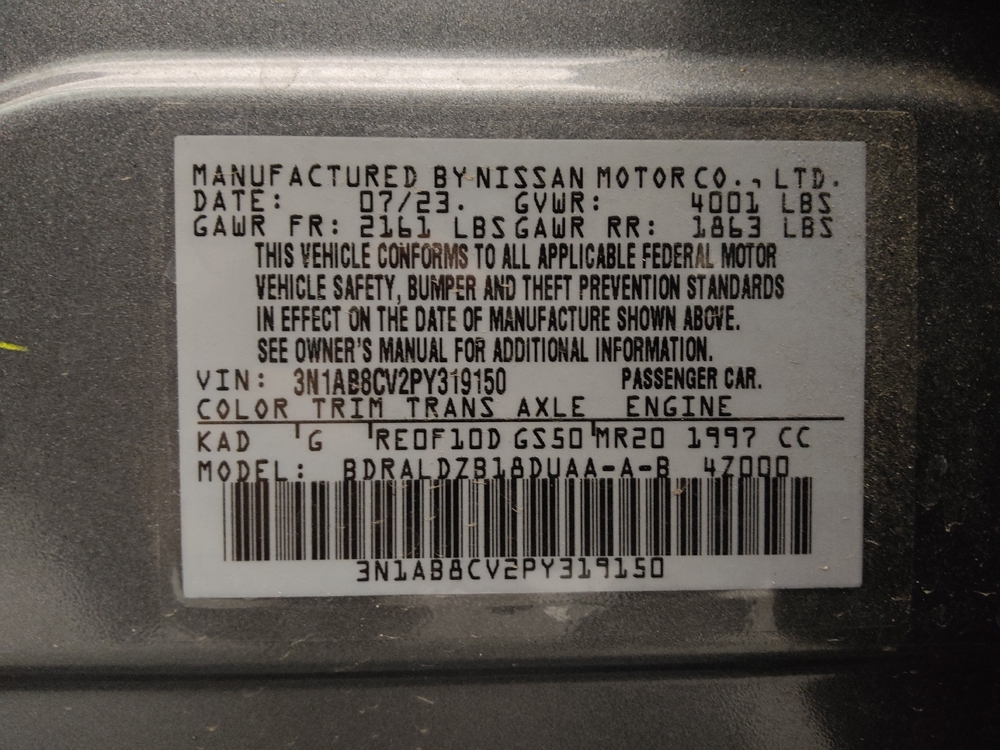 MANUFACTURED BY NISSAN MOTOR CO., LTD.
DATE: 07/23. GVWR: 4001 LBS
GAWR FR: 2161 LBS GAWR RR: 1863 LBS
THIS VEHICLE CONFORMS TO ALL APPLICABLE FEDERAL MOTOR
VEHICLE SAFETY, BUMPER AND THEFT PREVENTION STANDARDS
IN EFFECT ON THE DATE OF MANUFACTURE SHOWN ABOVE.
SEE OWNER'S MANUAL FOR ADDITIONAL INFORMATION.
VIN: 3N1AB8CV2PY319150 PASSENGER CAR.
COLOR TRIM TRANS AXLE ENGINE
KAD G RE0F10D GS50 MR20 1997 CC
MODEL: BDRALDZB18DUAA-A-B 4Z000
3N1AB8CV2PY319150